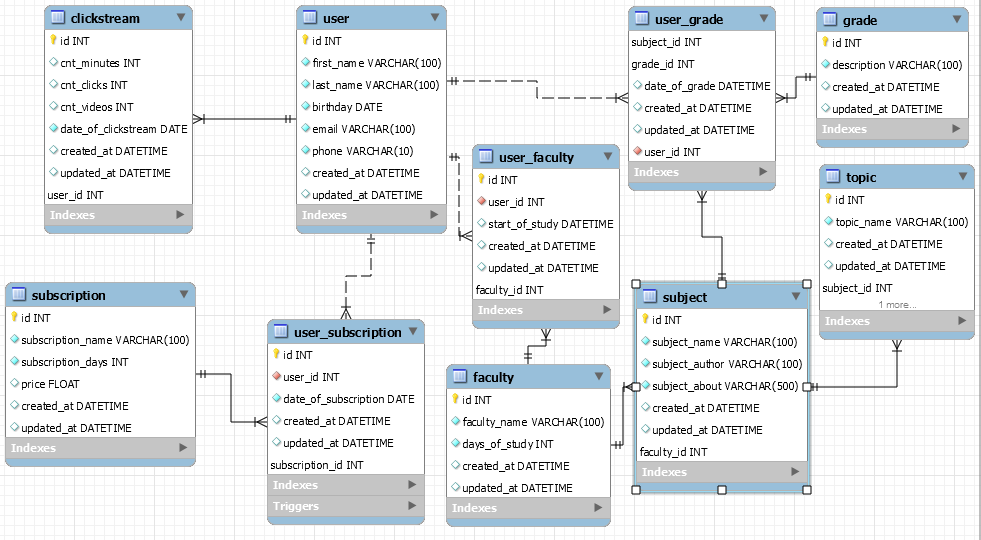 clickstream
id INT
cnt_minutes INT
cnt_clicks INT
cnt_videos INT
date_of_clickstream DATE
created_at DATETIME
updated_at DATETIME
user_id INT
Indexes
user
id INT
first_name VARCHAR(100)
last_name VARCHAR(100)
birthday DATE
email VARCHAR(100)
phone VARCHAR(10)
created_at DATETIME
updated_at DATETIME
Indexes
user_grade
subject_id INT
grade_id INT
date_of_grade DATETIME
created_at DATETIME
updated_at DATETIME
user_id INT
Indexes
grade
id INT
description VARCHAR(100)
created_at DATETIME
updated_at DATETIME
Indexes
user_faculty
id INT
user_id INT
start_of_study DATETIME
created_at DATETIME
updated_at DATETIME
faculty_id INT
Indexes
topic
id INT
topic_name VARCHAR(100)
created_at DATETIME
updated_at DATETIME
subject_id INT
1 more...
Indexes
subscription
id INT
subscription_name VARCHAR(100)
subscription_days INT
price FLOAT
created_at DATETIME
updated_at DATETIME
Indexes
user_subscription
id INT
user_id INT
date_of_subscription DATE
created_at DATETIME
updated_at DATETIME
subscription_id INT
Indexes
Triggers
faculty
id INT
faculty_name VARCHAR(100)
days_of_study INT
created_at DATETIME
updated_at DATETIME
Indexes
subject
id INT
subject_name VARCHAR(100)
subject_author VARCHAR(100)
subject_about VARCHAR(500)
created_at DATETIME
updated_at DATETIME
faculty_id INT
Indexes